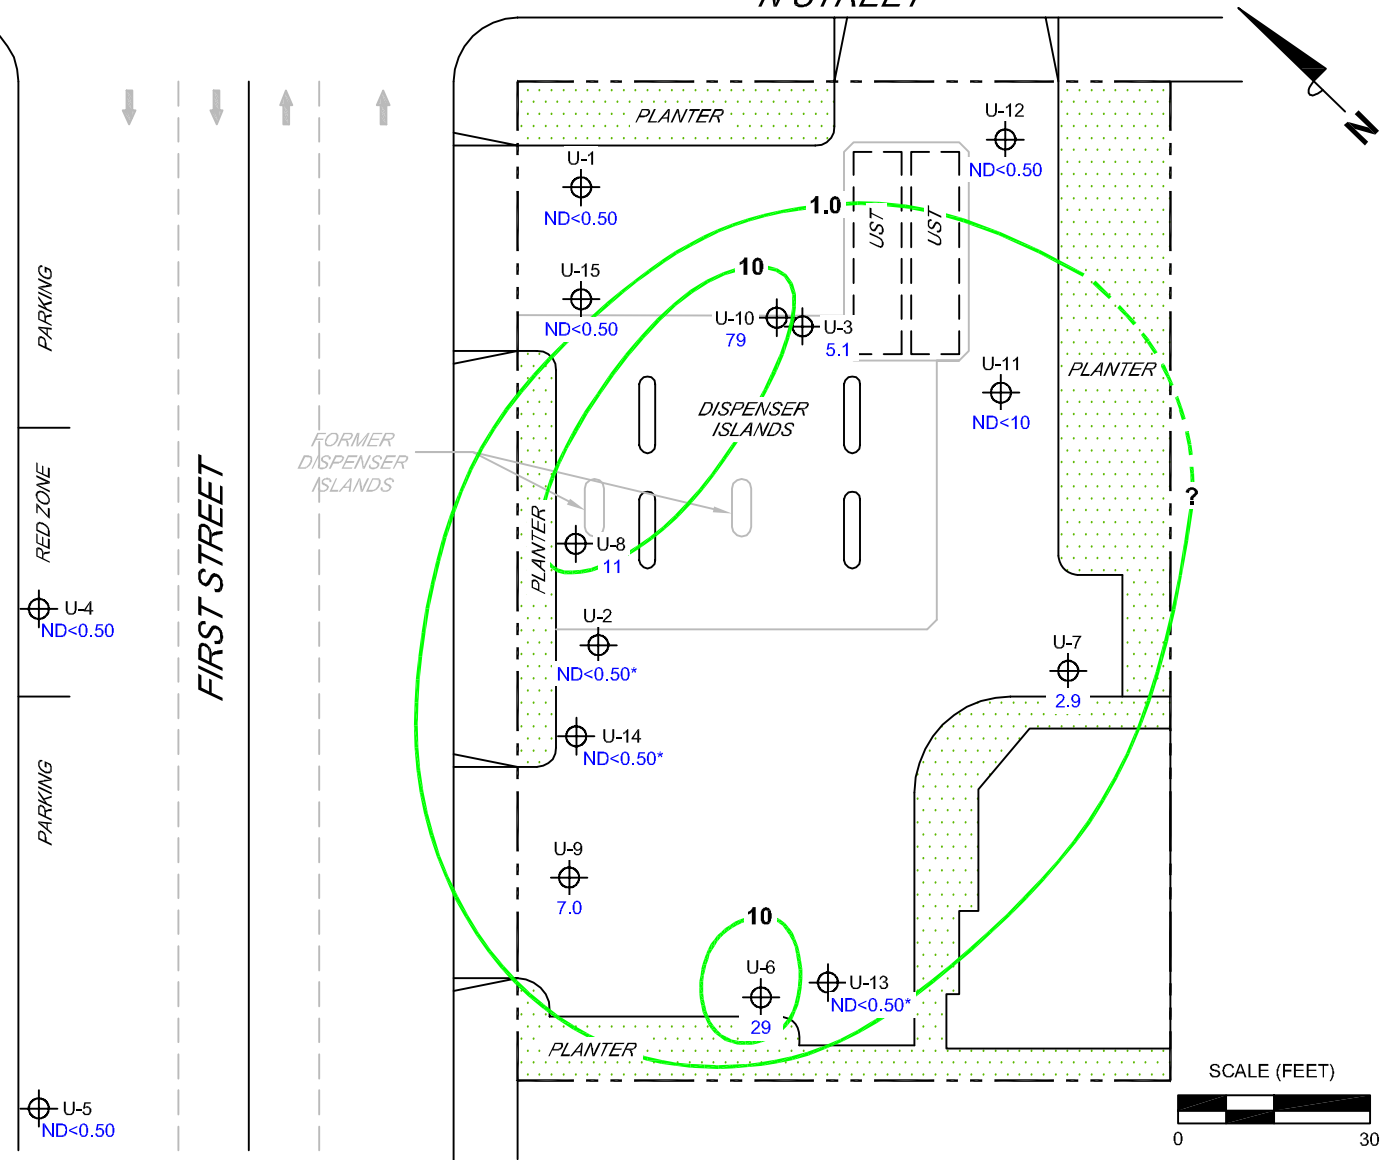 N STREET
N
PLANTER
U-12
ND<0.50
U-1
ND<0.50
1.0
UST
UST
10
U-15
ND<0.50
U-10
79
U-3
5.1
PARKING
PLANTER
U-11
ND<10
DISPENSER
ISLANDS
FORMER
DISPENSER
ISLANDS
RED ZONE
FIRST STREET
PLANTER
?
U-8
11
U-4
ND<0.50
U-2
ND<0.50*
U-7
2.9
U-14
ND<0.50*
PARKING
U-9
7.0
10
U-6
29
U-13
ND<0.50*
PLANTER
SCALE (FEET)
0
30
U-5
ND<0.50